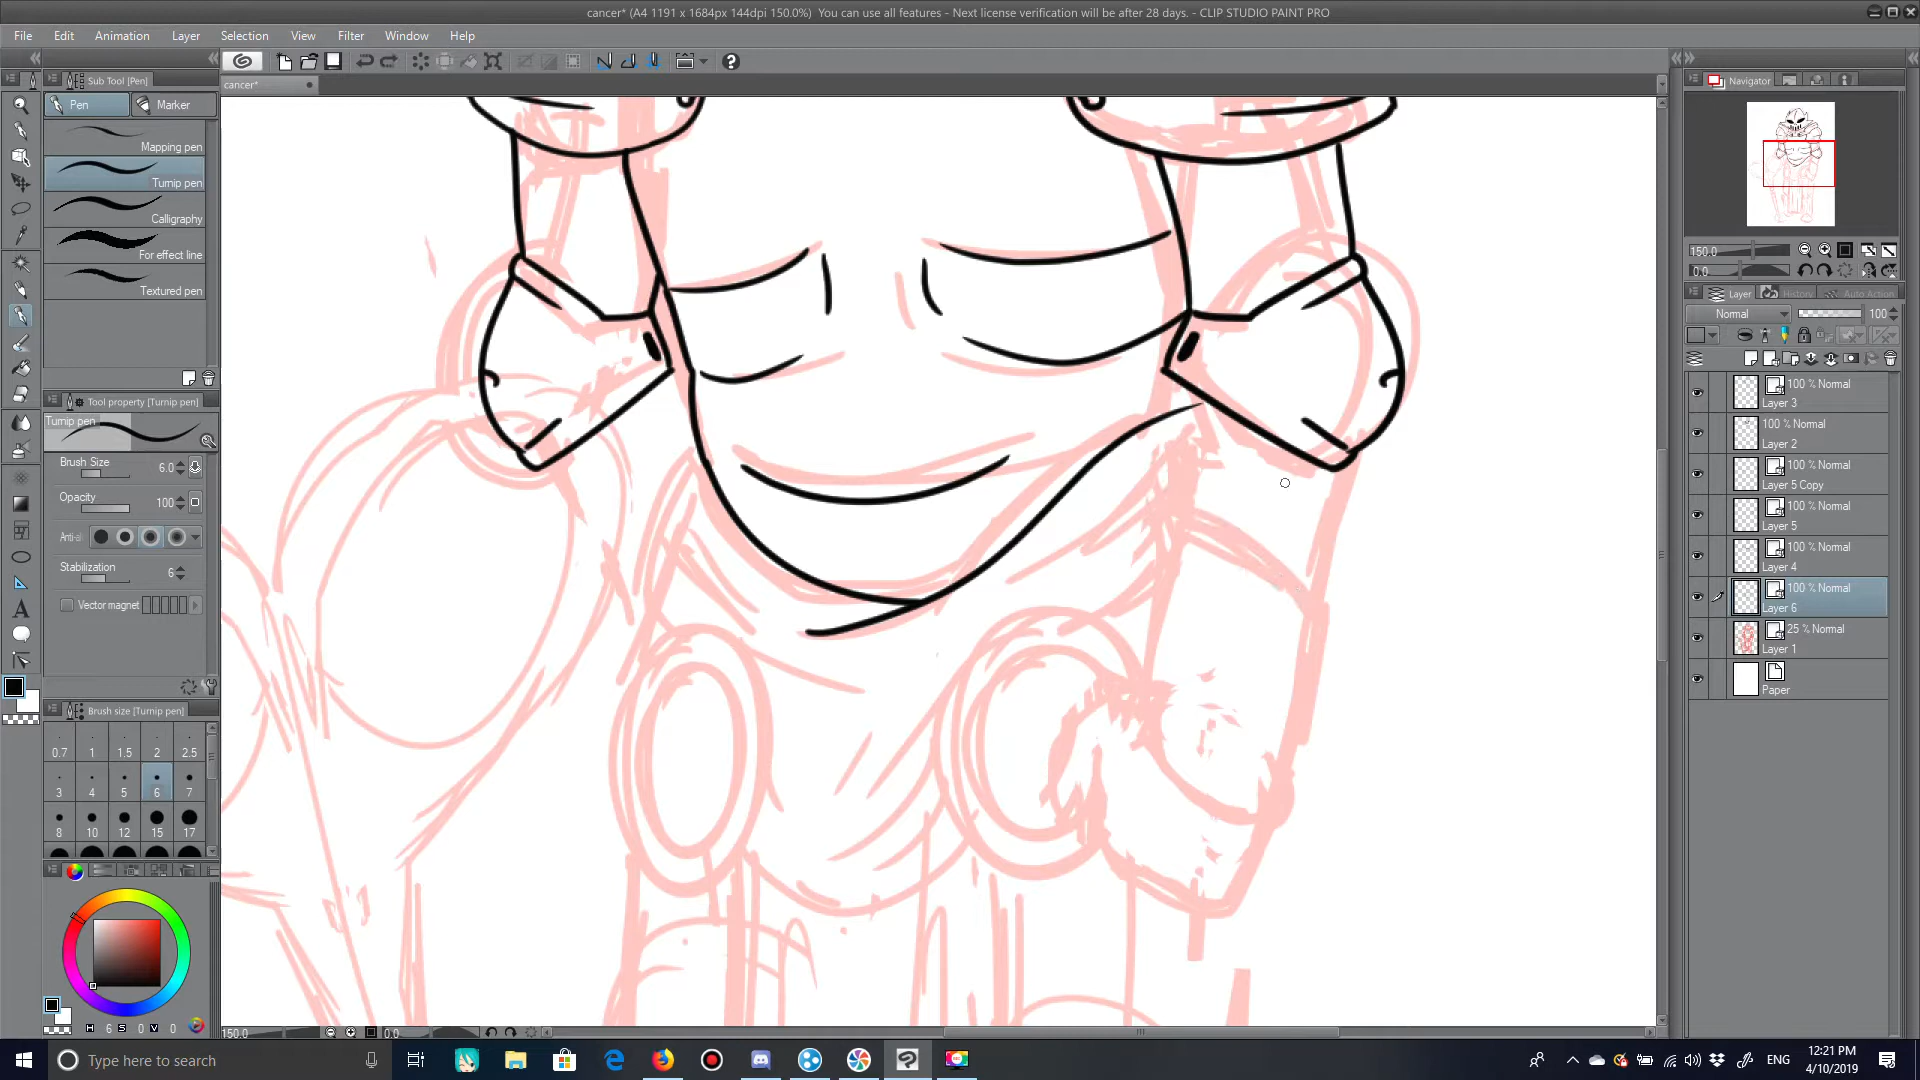 cancer* (A4 1191 x 1684px 144dpi 150.0%)  You can use all features - Next license verification will be after 28 days. - CLIP STUDIO PAINT PRO
File Edit Animation Layer Selection View Filter Window Help
Sub Tool [Pen]
cancer*
Navigator
Pen Marker
Mapping pen
Turnip pen
Calligraphy
For effect line
Textured pen
150.0
0.0
Layer History Auto Action
Normal 100
Tool property [Turnip pen]
Turnip pen
Brush Size 6.0
Opacity 100
Anti-al
Stabilization 6
Vector magnet
100 % Normal
Layer 3
100 % Normal
Layer 2
100 % Normal
Layer 5 Copy
100 % Normal
Layer 5
100 % Normal
Layer 4
100 % Normal
Layer 6
25 % Normal
Layer 1
Paper
Brush size [Turnip pen]
0.7 1 1.5 2 2.5
3 4 5 6 7
8 10 12 15 17
H 6 S 0 V 0
150.0 0.0
Type here to search
ENG
12:21 PM
4/10/2019